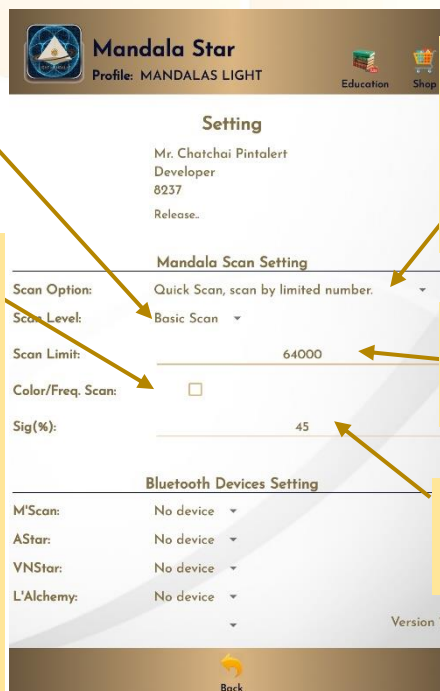 Mandala Star
Profile: MANDALAS LIGHT
Education Shop
Setting
Mr. Chatchai Pintalert
Developer
8237
Release..
Mandala Scan Setting
Scan Option: Quick Scan, scan by limited number.
Scan Level: Basic Scan
Scan Limit: 64000
Color/Freq. Scan:
Sig(%): 45
Bluetooth Devices Setting
M'Scan: No device
AStar: No device
VNStar: No device
L'Alchemy: No device
Version
Back